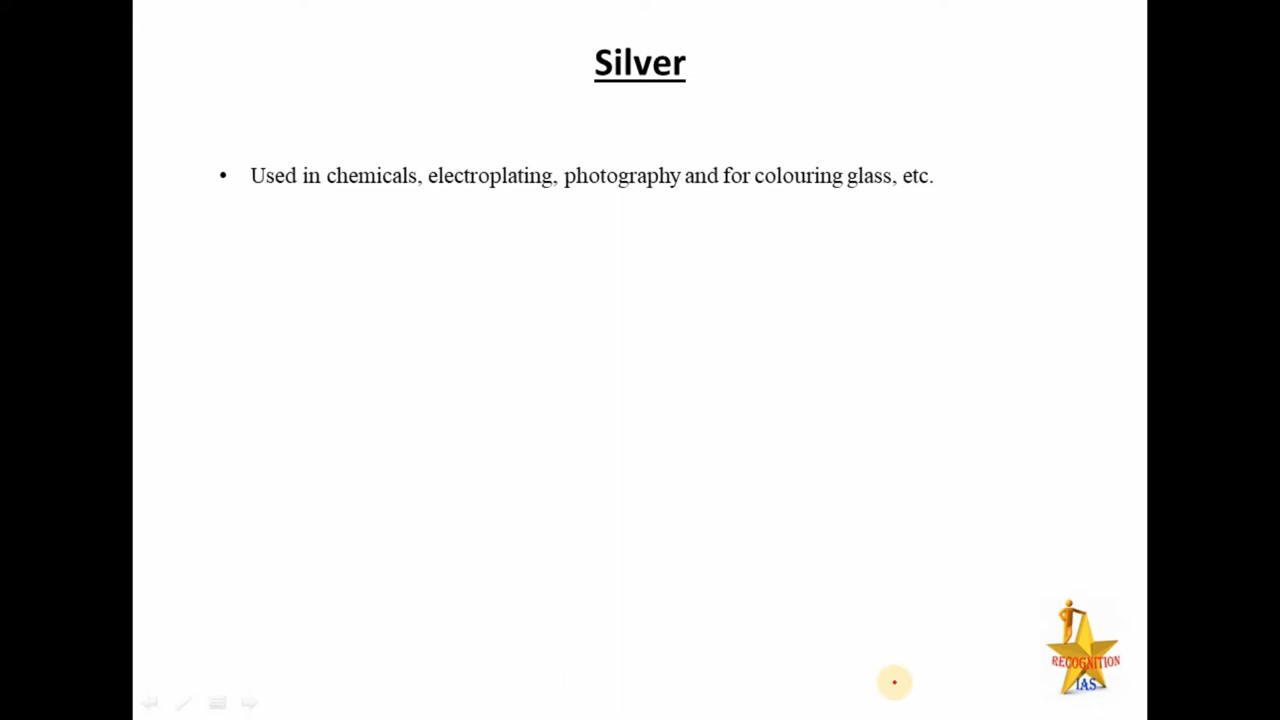 Silver
• Used in chemicals, electroplating, photography and for colouring glass, etc.
RECOGNITION
IAS